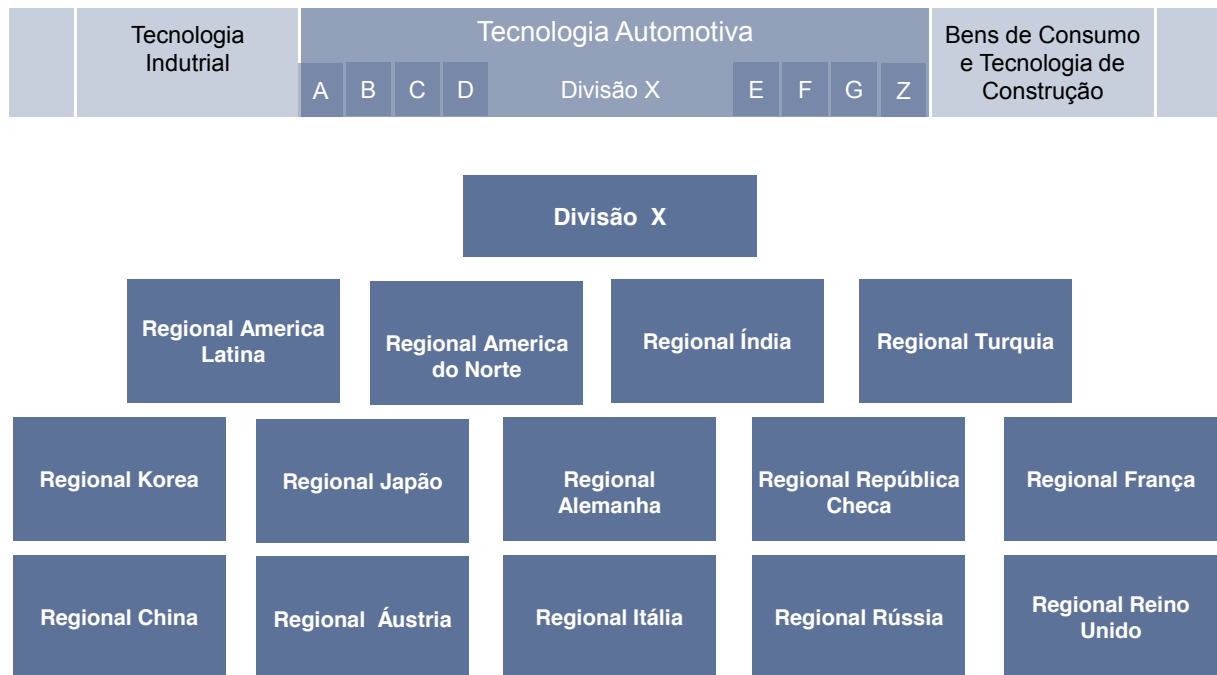 Tecnologia
Indutrial
Tecnologia Automotiva
A B C D Divisão X E F G Z
Bens de Consumo
e Tecnologia de
Construção
Divisão X
Regional America
Latina
Regional America
do Norte
Regional Índia
Regional Turquia
Regional Korea
Regional Japão
Regional
Alemanha
Regional República
Checa
Regional França
Regional China
Regional Áustria
Regional Itália
Regional Rússia
Regional Reino
Unido